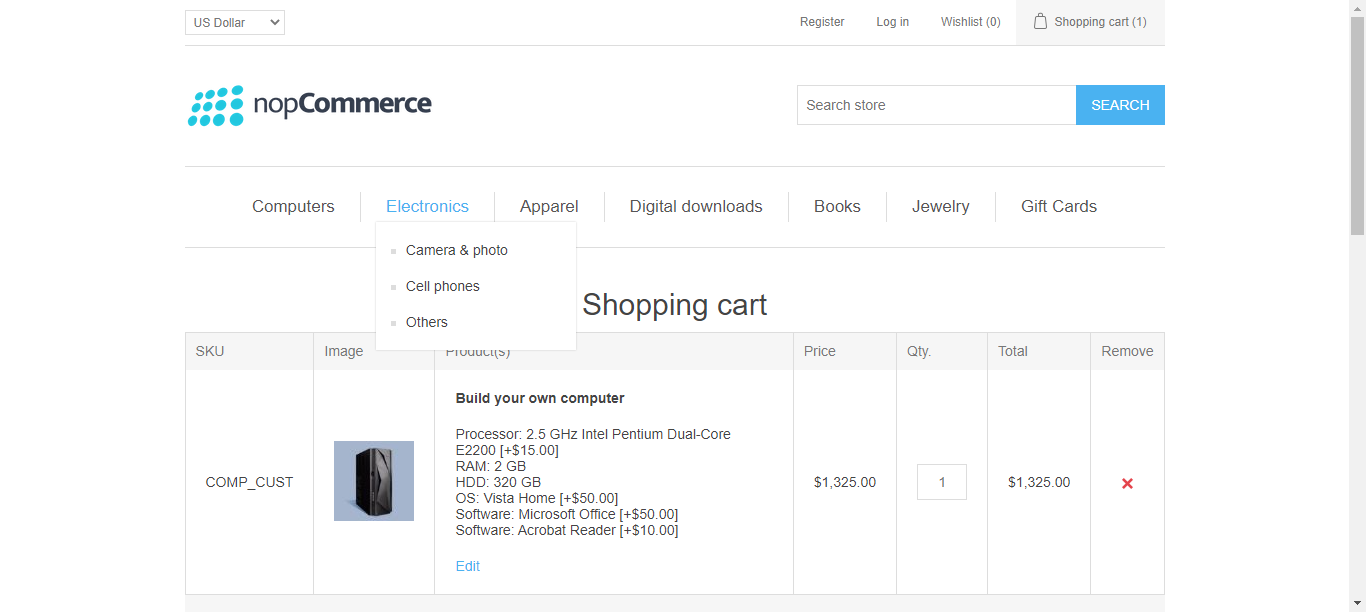 US Dollar
Register
Log in
Wishlist (0)
Shopping cart (1)
nopCommerce
Search store
SEARCH
Computers
Electronics
Apparel
Digital downloads
Books
Jewelry
Gift Cards
Camera & photo
Cell phones
Others
Shopping cart
SKU
Image
Product(s)
Price
Qty.
Total
Remove
COMP_CUST
Build your own computer
Processor: 2.5 GHz Intel Pentium Dual-Core
E2200 [+$15.00]
RAM: 2 GB
HDD: 320 GB
OS: Vista Home [+$50.00]
Software: Microsoft Office [+$50.00]
Software: Acrobat Reader [+$10.00]
Edit
$1,325.00
1
$1,325.00